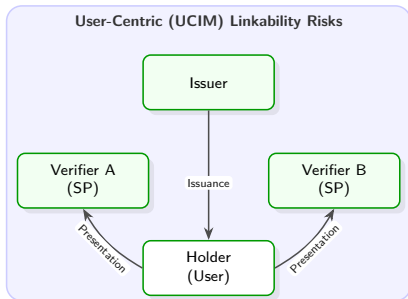 User-Centric (UCIM) Linkability Risks
Issuer
Verifier A
(SP)
Verifier B
(SP)
Issuance
Presentation
Presentation
Holder
(User)